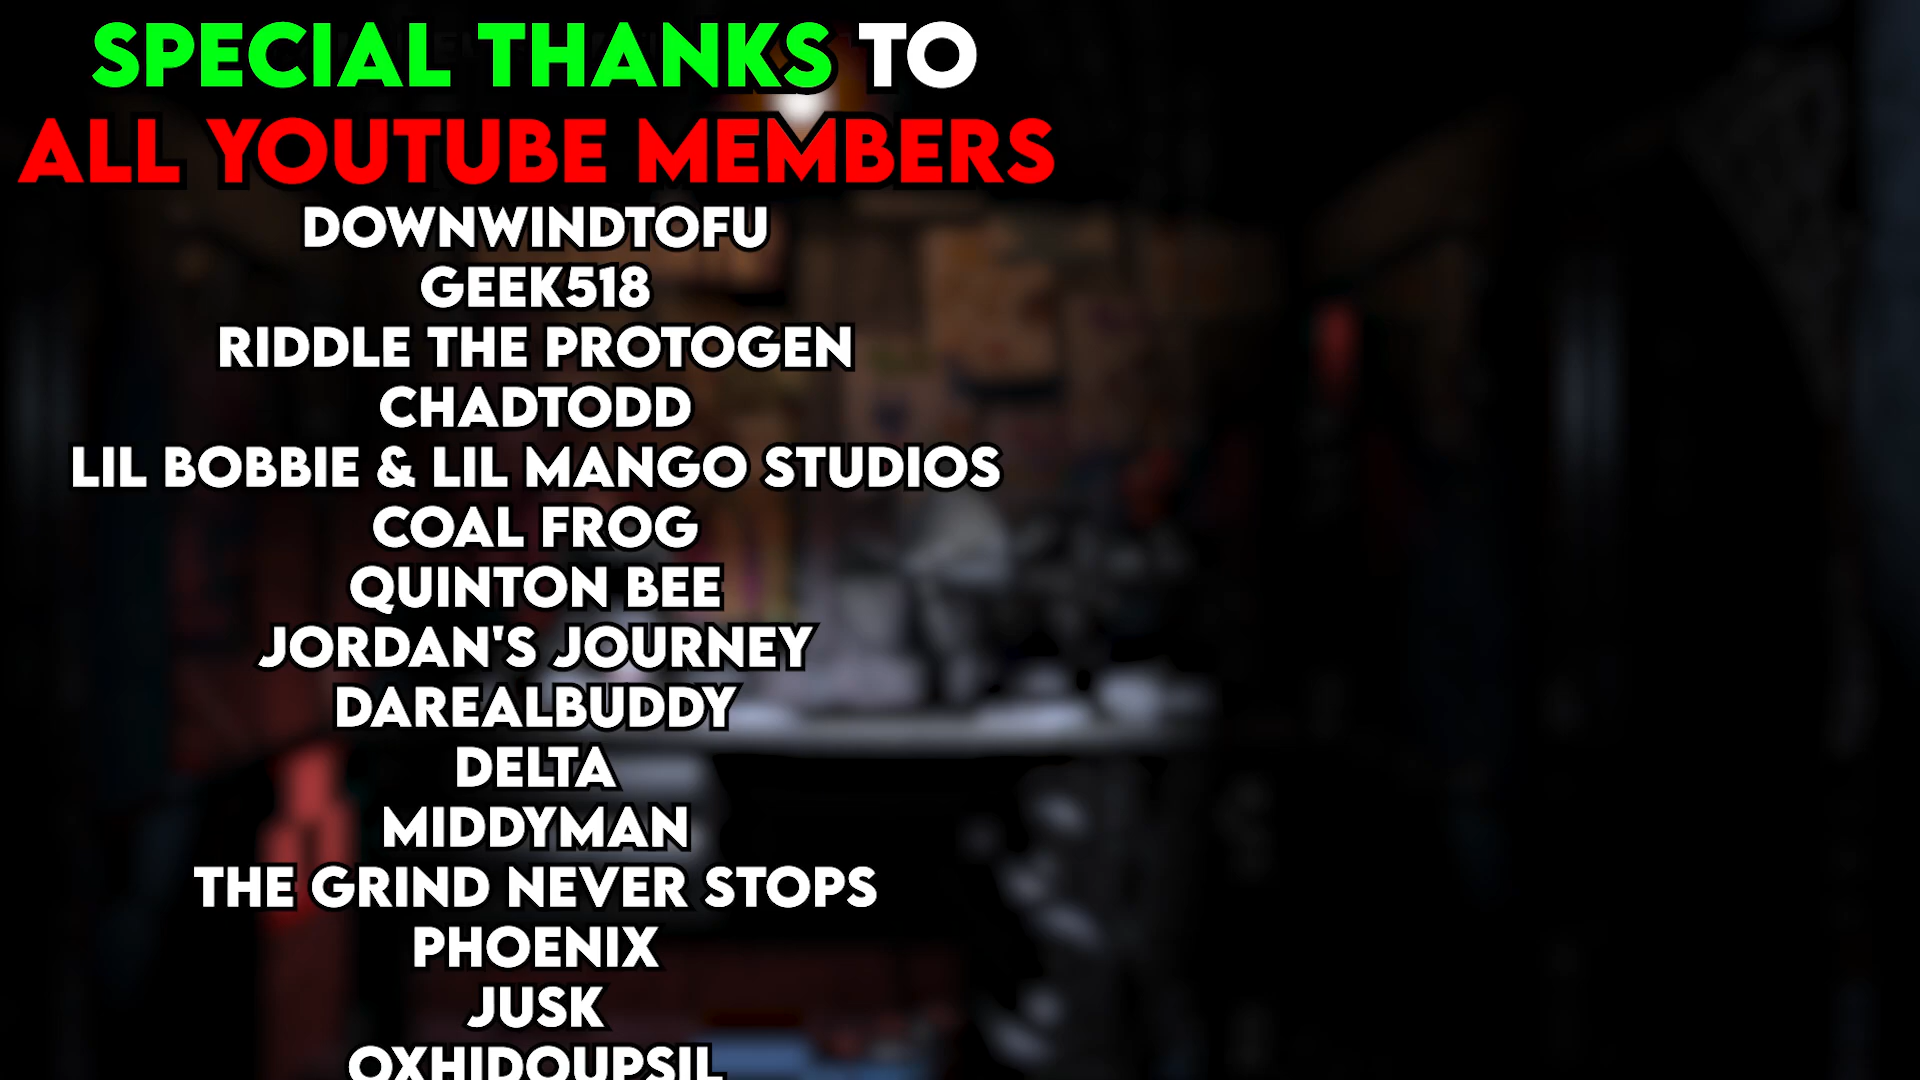 SPECIAL THANKS TO
ALL YOUTUBE MEMBERS
DOWNWINDTOFU
GEEK518
RIDDLE THE PROTOGEN
CHADTODD
LIL BOBBIE & LIL MANGO STUDIOS
COAL FROG
QUINTON BEE
JORDAN'S JOURNEY
DAREALBUDDY
DELTA
MIDDYMAN
THE GRIND NEVER STOPS
PHOENIX
JUSK
OXHIDOUPSIL